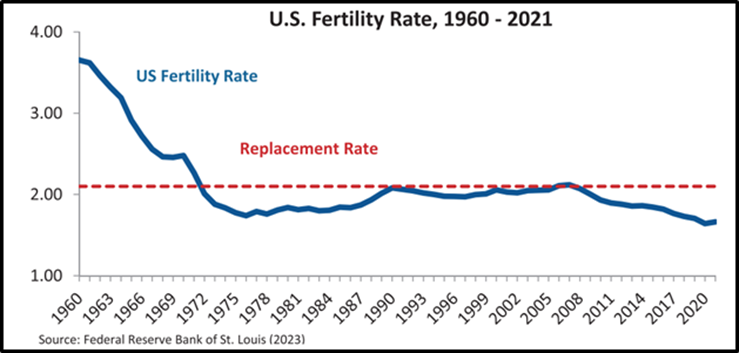 U.S. Fertility Rate, 1960 - 2021
4.00
US Fertility Rate
3.00
Replacement Rate
2.00
1.00
1960 1963 1966 1969 1972 1975 1978 1981 1984 1987 1990 1993 1996 1999 2002 2005 2008 2011 2014 2017 2020
Source: Federal Reserve Bank of St. Louis (2023)